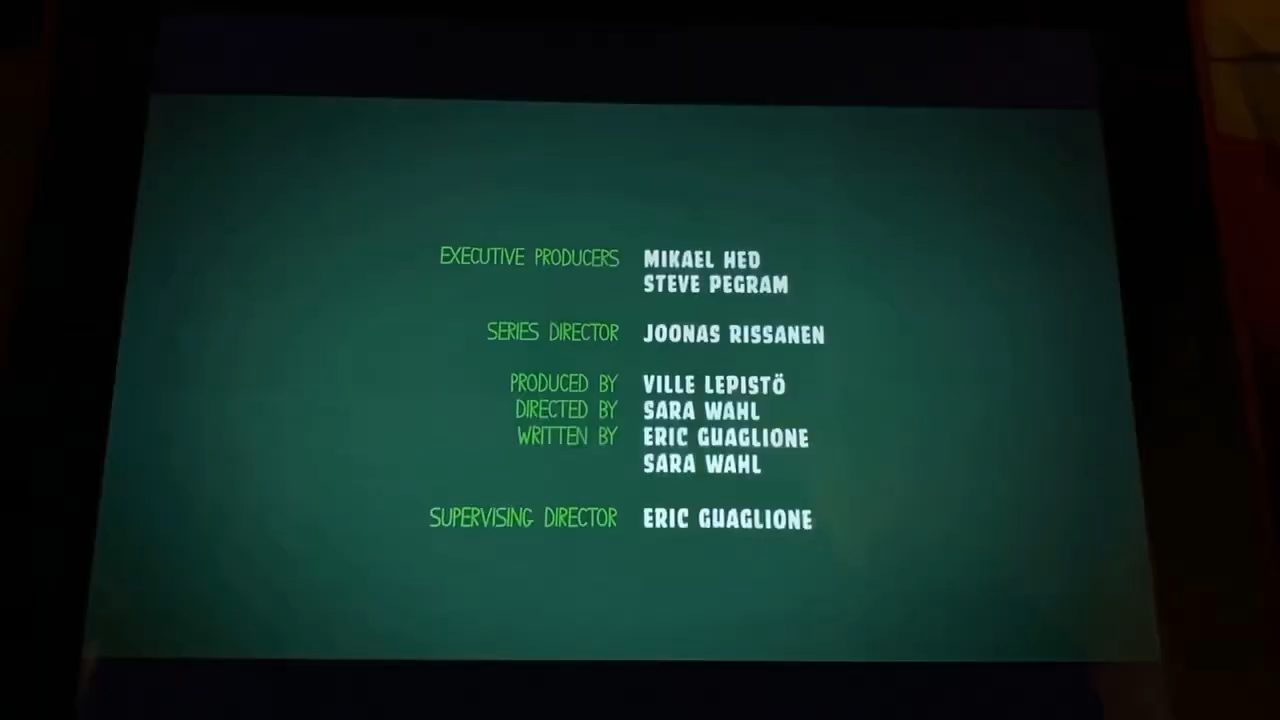 EXECUTIVE PRODUCERS MIKAEL HED
STEVE PEGRAM
SERIES DIRECTOR JOONAS RISSANEN
PRODUCED BY VILLE LEPISTÖ
DIRECTED BY SARA WAHL
WRITTEN BY ERIC GUAGLIONE
SARA WAHL
SUPERVISING DIRECTOR ERIC GUAGLIONE